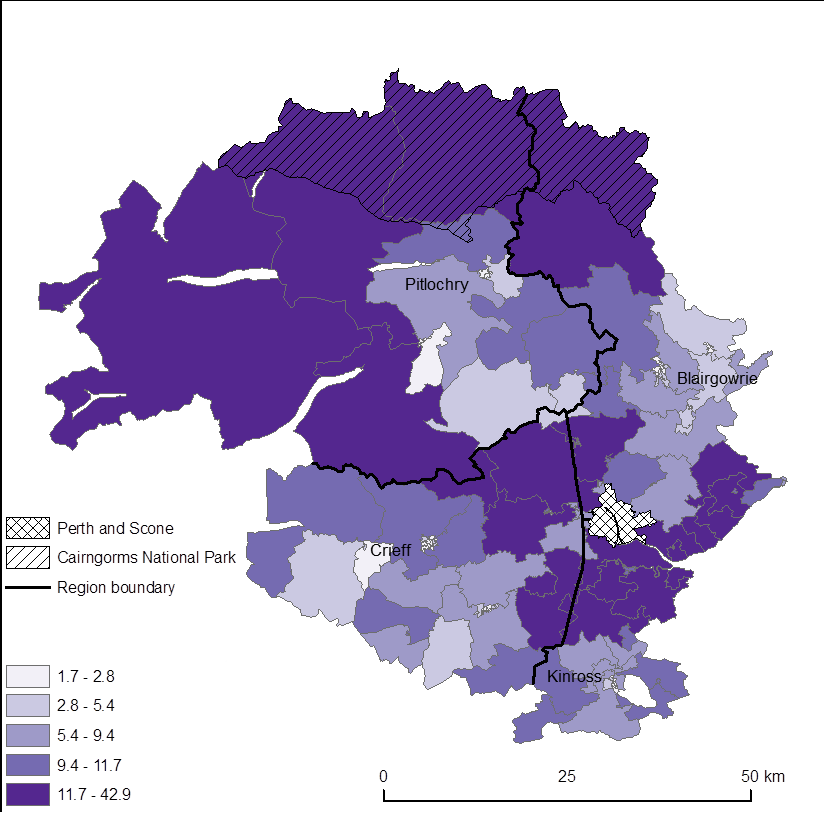 Pitlochry
Blairgowrie
Perth and Scone
Cairngorms National Park
Crieff
Region boundary
Kinross
1.7 - 2.8
2.8 - 5.4
5.4 - 9.4
9.4 - 11.7
11.7 - 42.9
0 25 50 km